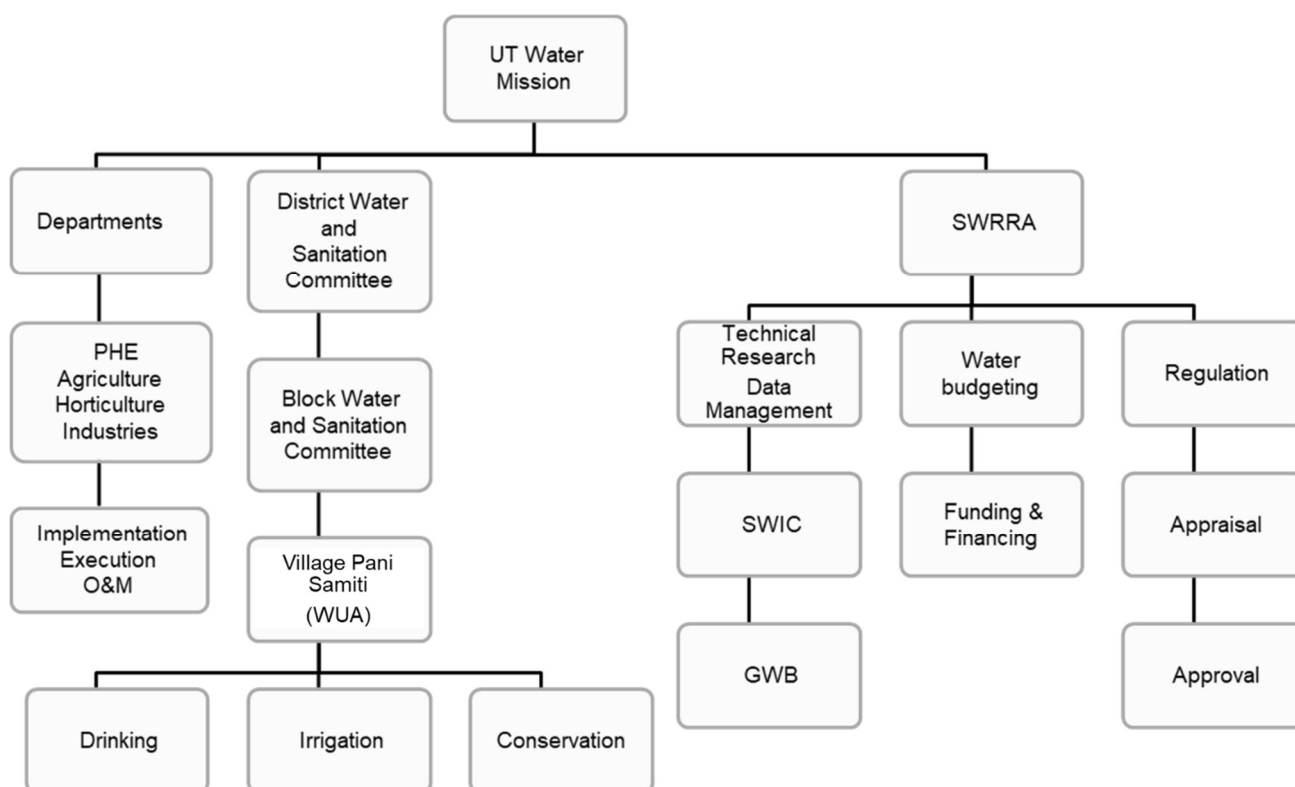 UT Water
Mission
Departments
District Water
and
Sanitation
Committee
SWRRA
PHE
Agriculture
Horticulture
Industries
Block Water
and Sanitation
Committee
Technical
Research
Data
Management
Water
budgeting
Regulation
Implementation
Execution
O&M
Village Pani
Samiti
(WUA)
SWIC
Funding &
Financing
Appraisal
GWB
Approval
Drinking
Irrigation
Conservation